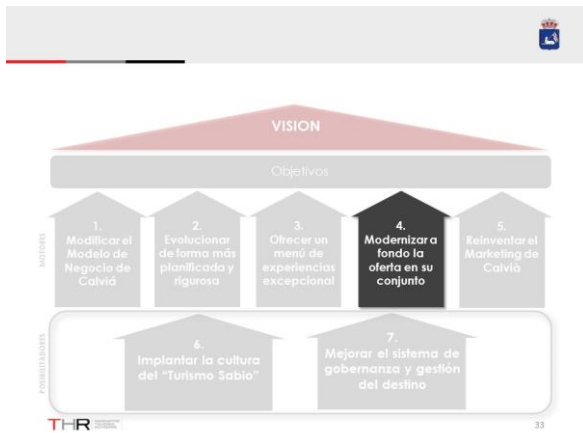 VISION
Objetivos
MOTORES
1.
Modificar el
Modelo de
Negocio de
Calviá
2.
Evolucionar
de forma más
planificada y
rigurosa
3.
Ofrecer un
menú de
experiencias
excepcional
4.
Modernizar a
fondo la
oferta en su
conjunto
5.
Reinventar el
Marketing de
Calvià
POSIBILITADORES
6.
Implantar la cultura
del "Turismo Sabio"
7.
Mejorar el sistema de
gobernanza y gestión
del destino
THR
33